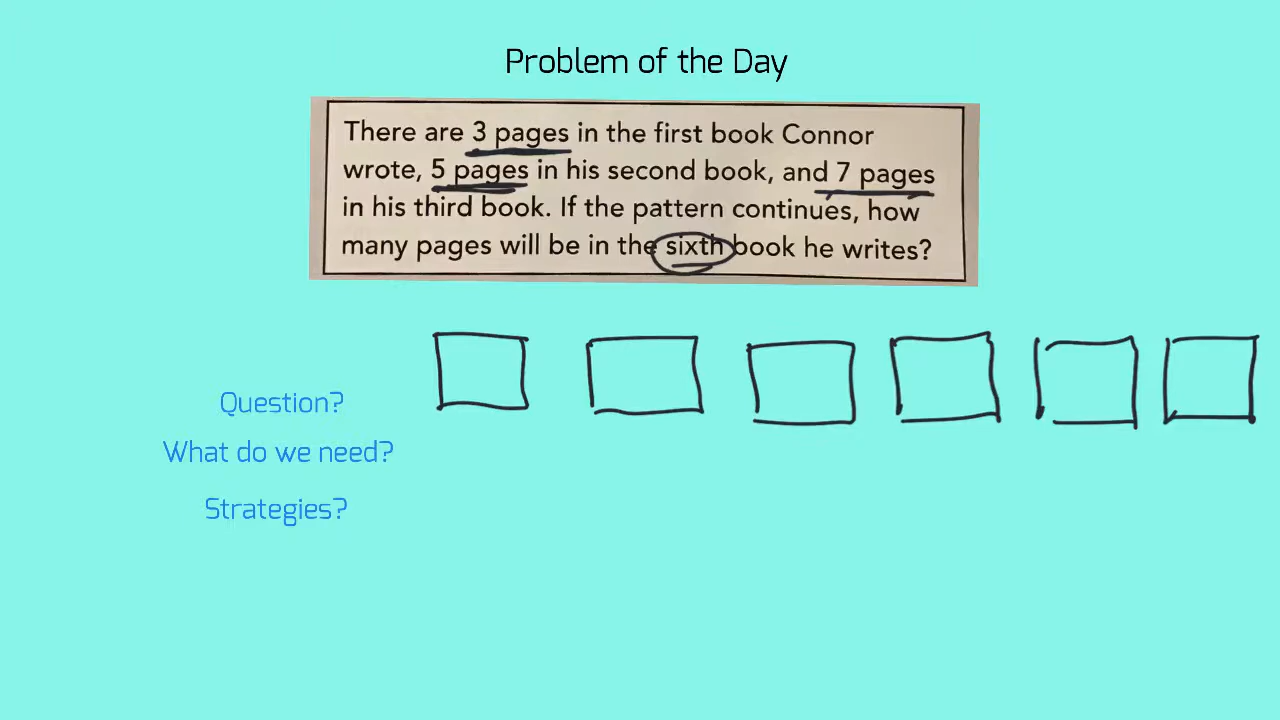 Problem of the Day
There are 3 pages in the first book Connor
wrote, 5 pages in his second book, and 7 pages
in his third book. If the pattern continues, how
many pages will be in the sixth book he writes?
Question?
What do we need?
Strategies?